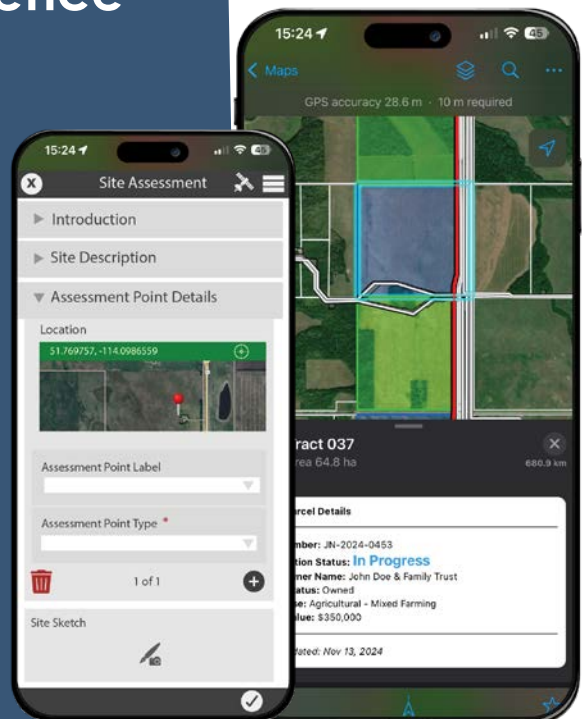 ence
15:24
45
Maps
GPS accuracy 28.6 m · 10 m required
15:24
45
x
Site Assessment
Introduction
Site Description
Assessment Point Details
Location
51.769757, -114.0986559
Assessment Point Label
Assessment Point Type *
1 of 1
Site Sketch
ract 037
rea 64.8 ha
680.9 km
rcel Details
mber: JN-2024-0453
tion Status: In Progress
ner Name: John Doe & Family Trust
atus: Owned
se: Agricultural - Mixed Farming
lue: $350,000
dated: Nov 13, 2024